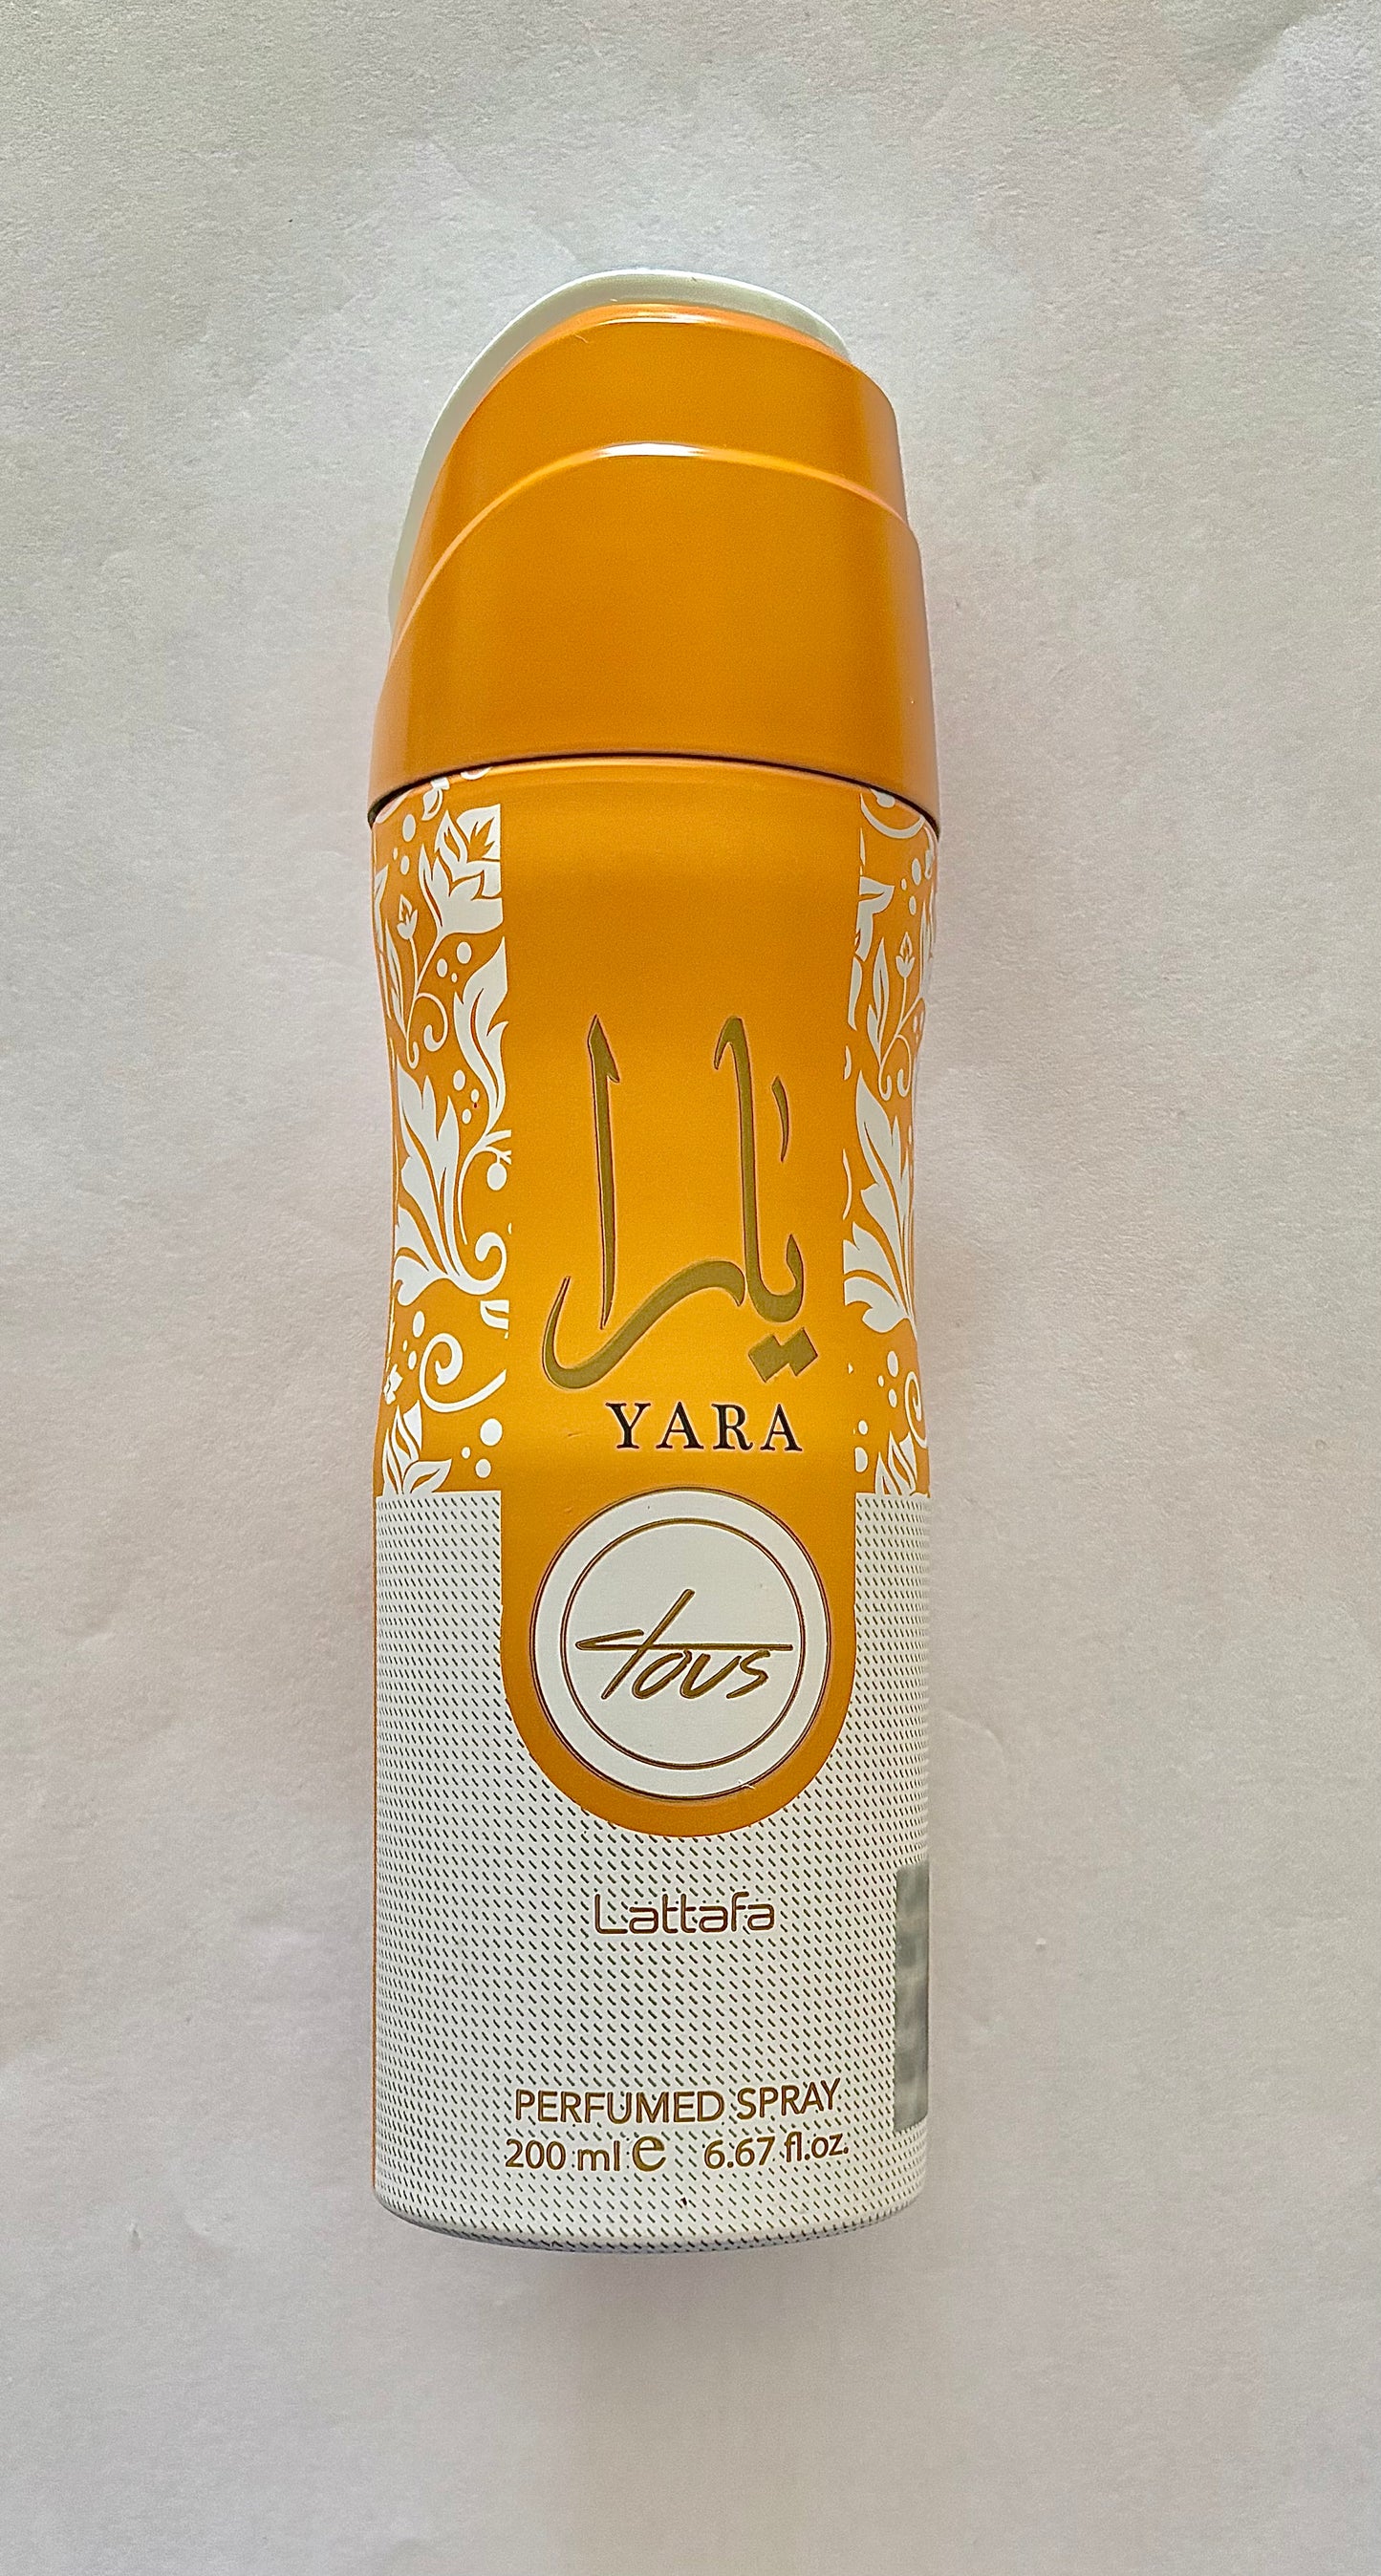 يارا
YARA
tous
Lattafa
PERFUMED SPRAY
200 ml e 6.67 fl.oz.